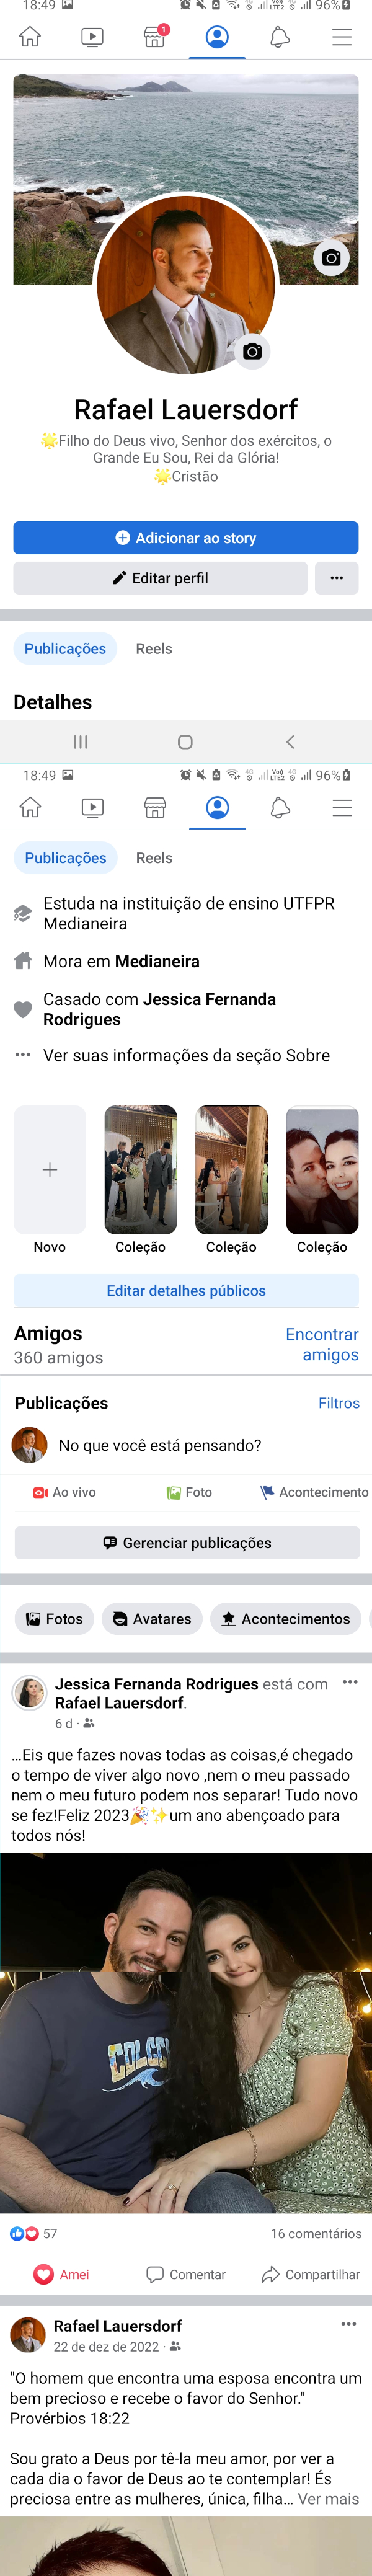 18:49 96%
1
Rafael Lauersdorf
🌟Filho do Deus vivo, Senhor dos exércitos, o
Grande Eu Sou, Rei da Glória!
🌟Cristão
Adicionar ao story
Editar perfil
Publicações Reels
Detalhes
18:49 4G Vo)) LTE2 4G 96%
Publicações Reels
Estuda na instituição de ensino UTFPR
Medianeira
Mora em Medianeira
Casado com Jessica Fernanda
Rodrigues
Ver suas informações da seção Sobre
Novo Coleção Coleção Coleção
Editar detalhes públicos
Amigos Encontrar
360 amigos amigos
Publicações Filtros
No que você está pensando?
Ao vivo Foto Acontecimento
Gerenciar publicações
Fotos Avatares Acontecimentos
Jessica Fernanda Rodrigues está com
Rafael Lauersdorf.
6 d ·
...Eis que fazes novas todas as coisas,é chegado
o tempo de viver algo novo ,nem o meu passado
nem o meu futuro podem nos separar! Tudo novo
se fez!Feliz 2023🎉✨um ano abençoado para
todos nós!
57 16 comentários
Amei Comentar Compartilhar
Rafael Lauersdorf
22 de dez de 2022 ·
"O homem que encontra uma esposa encontra um
bem precioso e recebe o favor do Senhor."
Provérbios 18:22
Sou grato a Deus por tê-la meu amor, por ver a
cada dia o favor de Deus ao te contemplar! És
preciosa entre as mulheres, única, filha... Ver mais